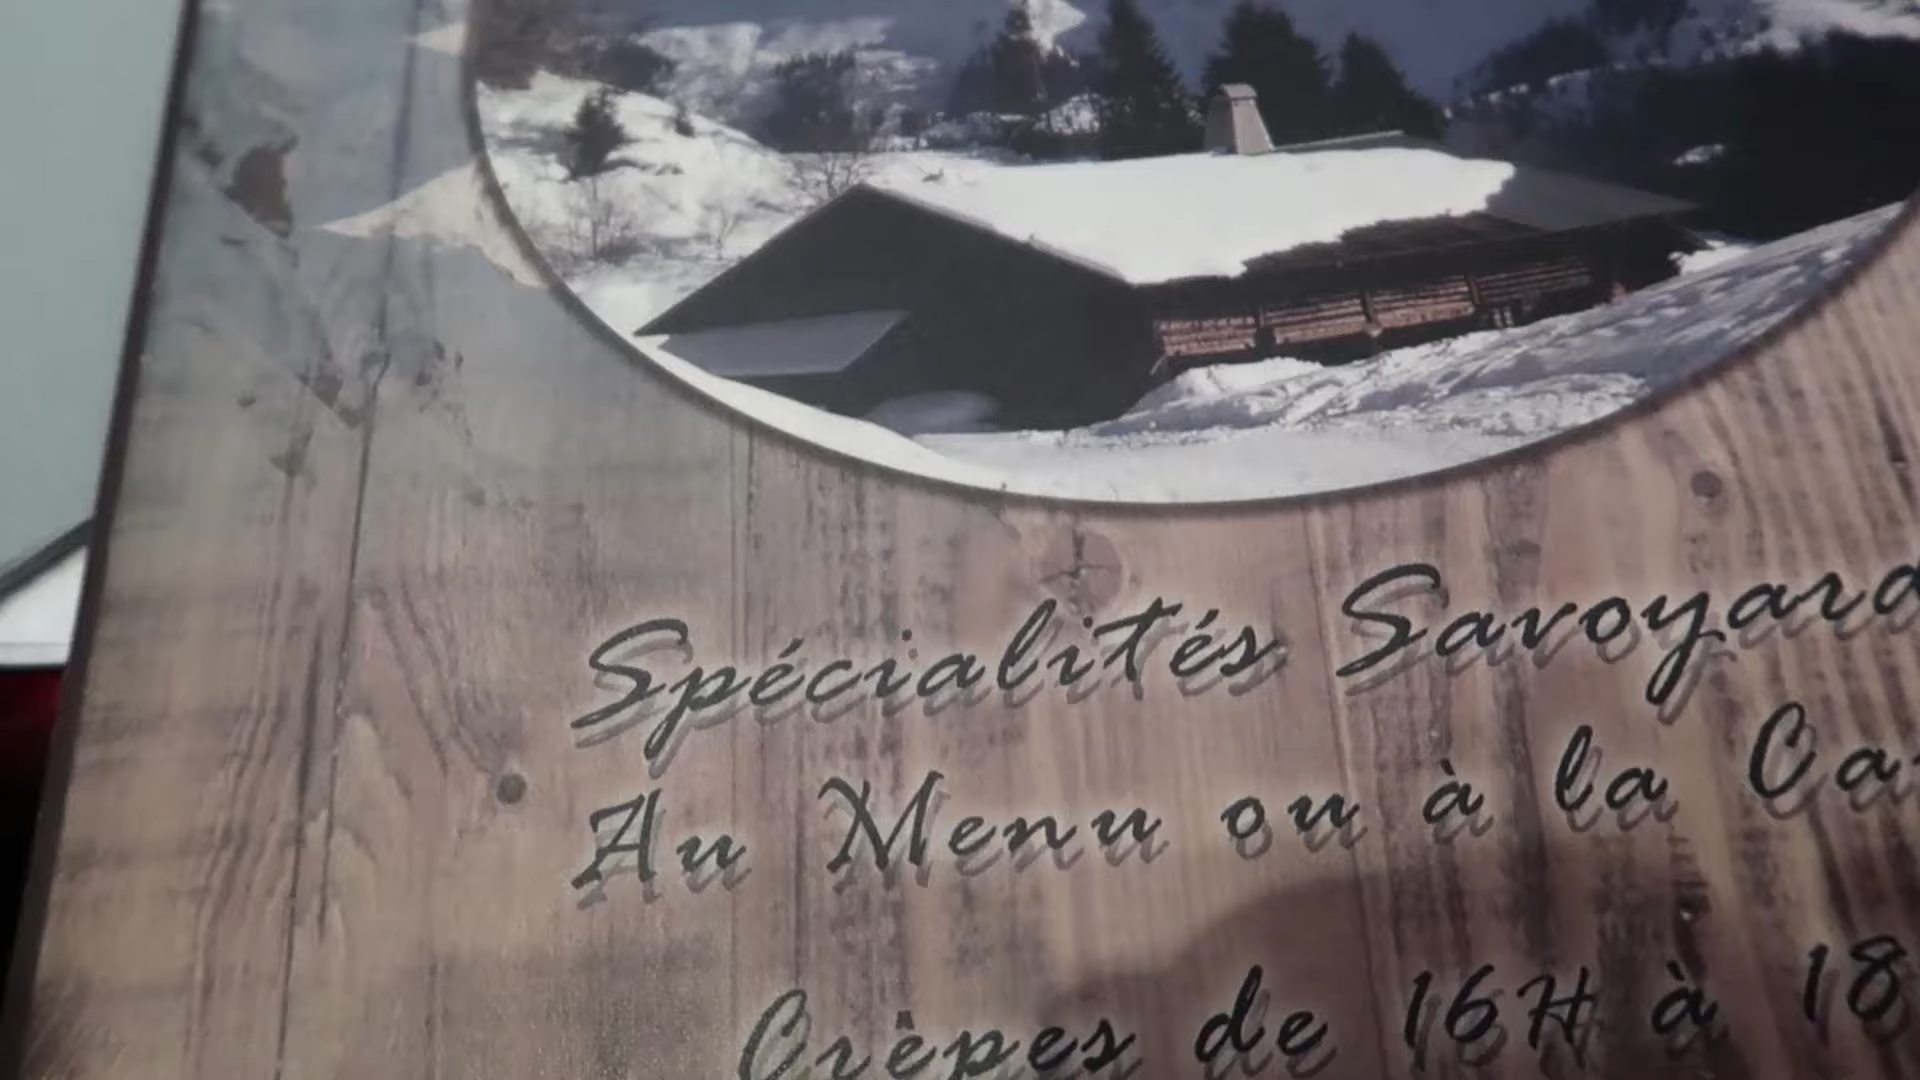 Spécialités Savoyard
Au Menu ou à la Ca
Crêpes de 16H à 18